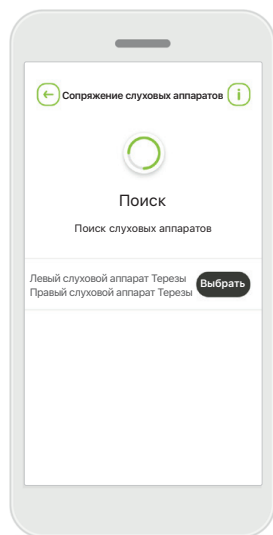 Сопряжение слуховых аппаратов
Поиск
Поиск слуховых аппаратов
Левый слуховой аппарат Терезы
Правый слуховой аппарат Терезы
Выбрать